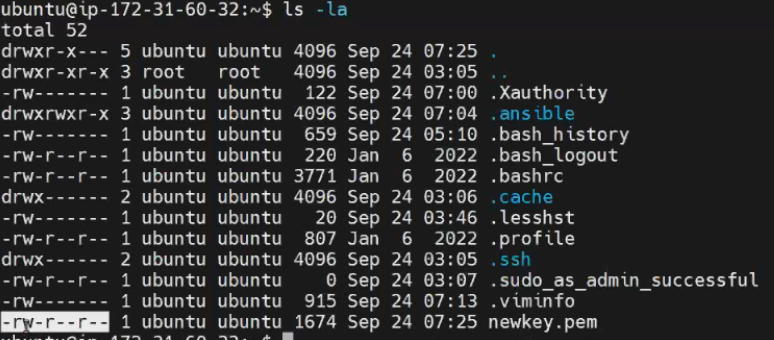 ubuntu@ip-172-31-60-32:~$ ls -la
total 52
drwxr-x--- 5 ubuntu ubuntu 4096 Sep 24 07:25 .
drwxr-xr-x 3 root   root   4096 Sep 24 03:05 ..
-rw------- 1 ubuntu ubuntu  122 Sep 24 07:00 .Xauthority
drwxrwxr-x 3 ubuntu ubuntu 4096 Sep 24 07:04 .ansible
-rw------- 1 ubuntu ubuntu  659 Sep 24 05:10 .bash_history
-rw-r--r-- 1 ubuntu ubuntu  220 Jan  6  2022 .bash_logout
-rw-r--r-- 1 ubuntu ubuntu 3771 Jan  6  2022 .bashrc
drwx------ 2 ubuntu ubuntu 4096 Sep 24 03:06 .cache
-rw------- 1 ubuntu ubuntu   20 Sep 24 03:46 .lesshst
-rw-r--r-- 1 ubuntu ubuntu  807 Jan  6  2022 .profile
drwx------ 2 ubuntu ubuntu 4096 Sep 24 03:05 .ssh
-rw-r--r-- 1 ubuntu ubuntu    0 Sep 24 03:07 .sudo_as_admin_successful
-rw------- 1 ubuntu ubuntu  915 Sep 24 07:13 .viminfo
-rw-r--r-- 1 ubuntu ubuntu 1674 Sep 24 07:25 newkey.pem
ubuntu@ip-172-31-60-32:~$